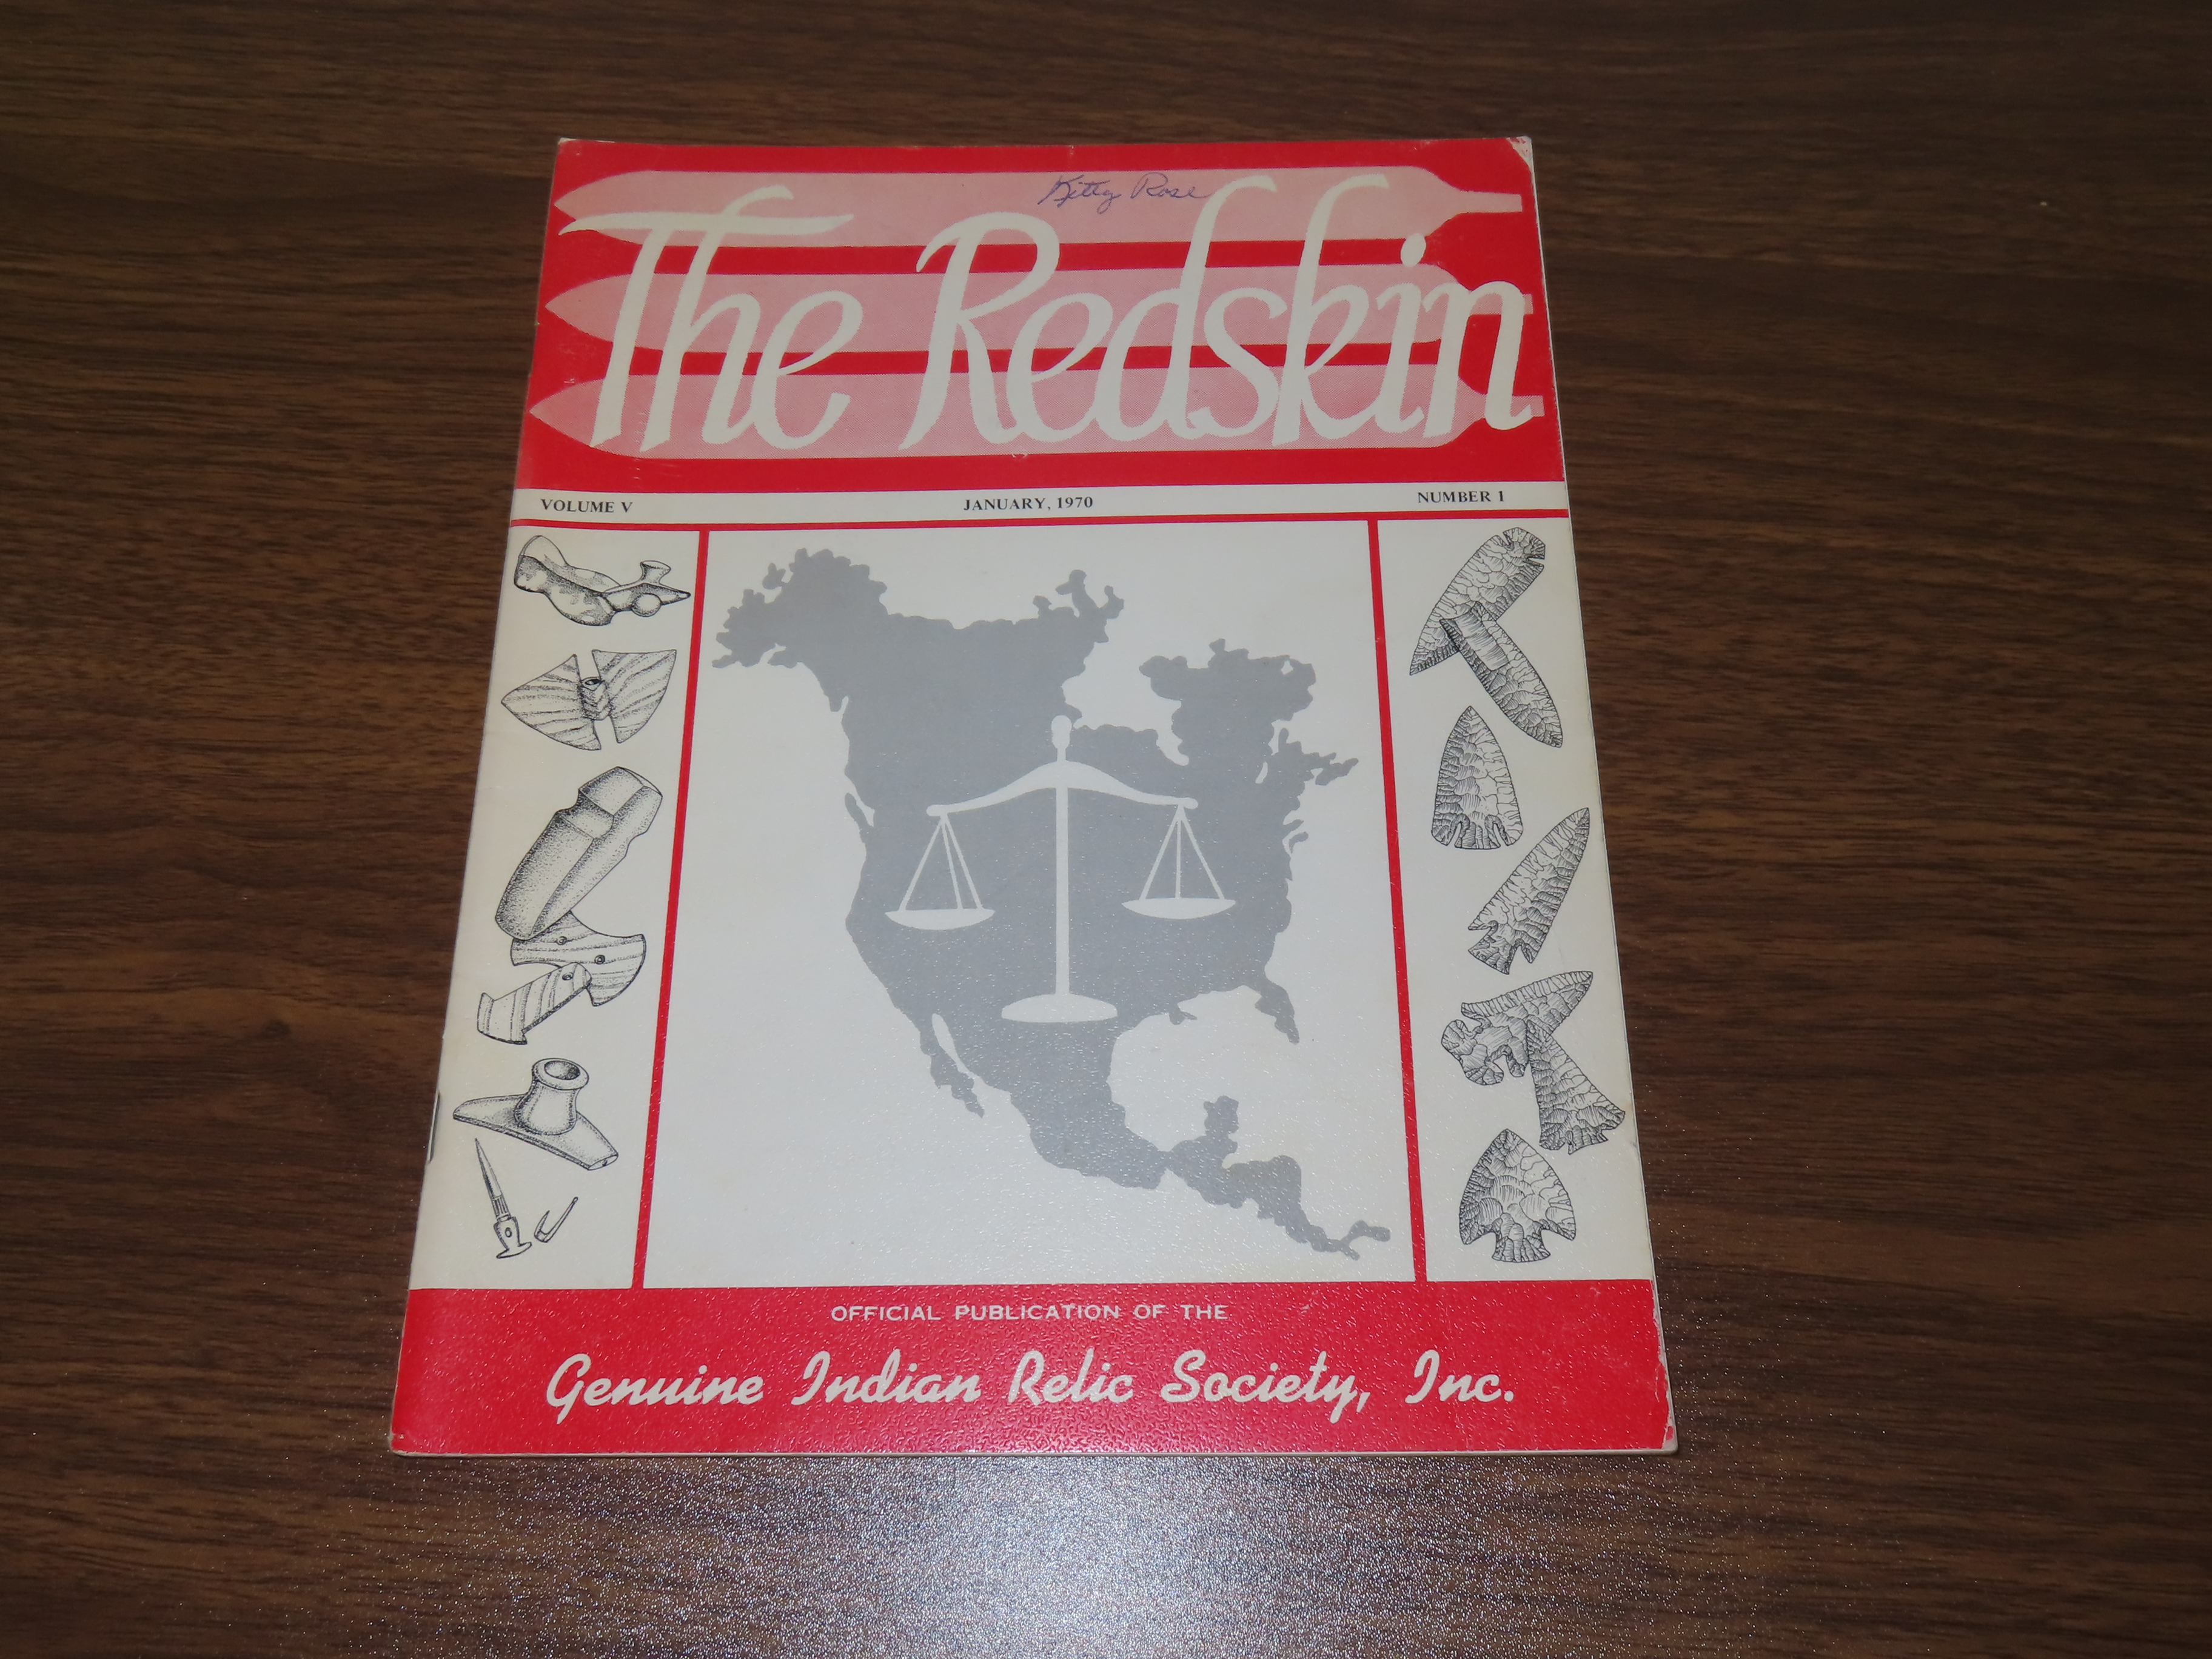 Kitty Rose
The Redskin
VOLUME V JANUARY, 1970 NUMBER 1
OFFICIAL PUBLICATION OF THE
Genuine Indian Relic Society, Inc.